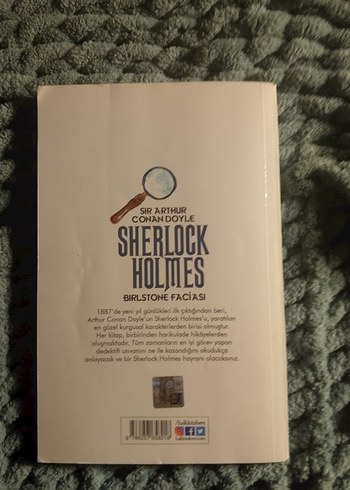 SIR ARTHUR
CONAN DOYLE
SHERLOCK
HOLMES
BIRLSTONE FACİASI
1887'de yeni yıl günlükleri ilk çıktığından beri,
Arthur Conan Doyle'un Sherlock Holmes'u, yaratılan
en güzel kurgusal karakterlerden birisi olmuştur.
Her kitap, birbirinden harikulade hikâyelerden
oluşmaktadır. Tüm zamanların en iyi görev yapan
dedektifi unvanını ne ile kazandığını okudukça
anlayacak ve bir Sherlock Holmes hayranı olacaksınız.